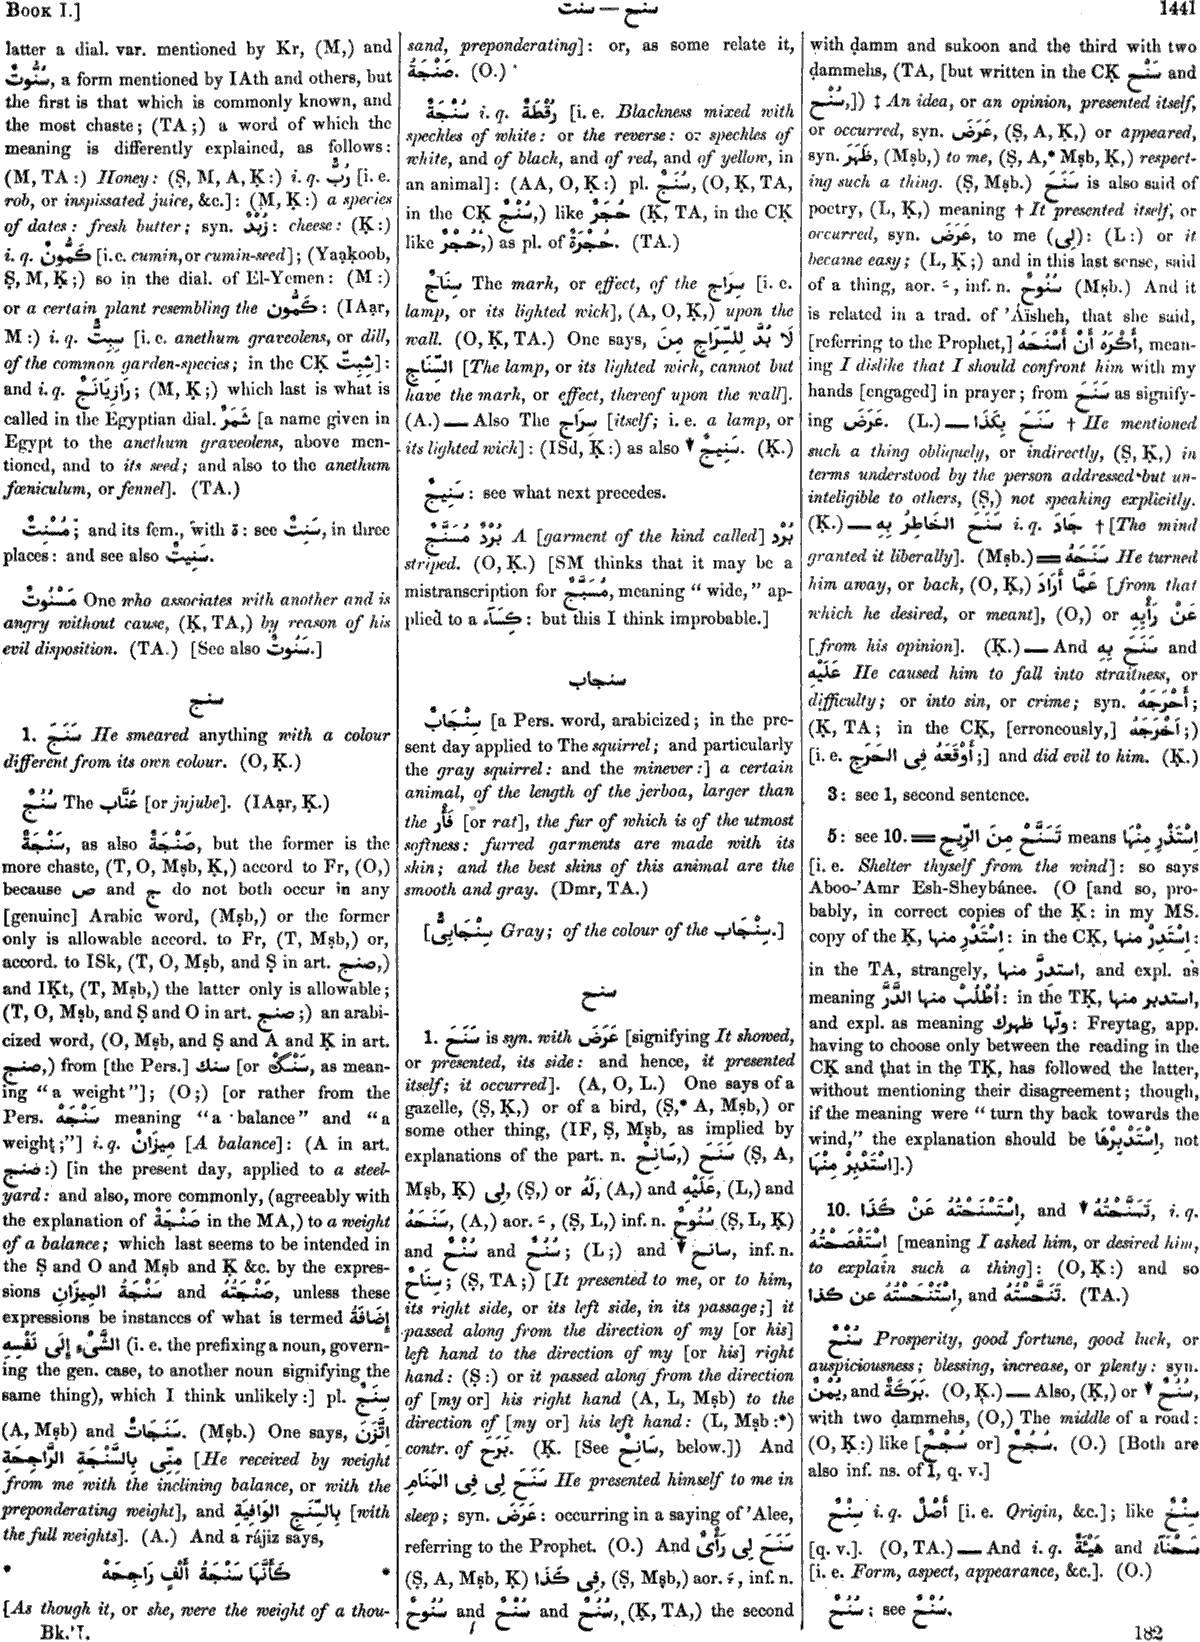 Book I.]
سنح — سنت
1441
latter a dial. var. mentioned by Kr, (M,) and
سَنُّوتٌ, a form mentioned by IAth and others, but
the first is that which is commonly known, and
the most chaste; (TA;) a word of which the
meaning is differently explained, as follows:
(M, TA:) Honey: (Ṣ, M, A, Ḳ:) i. q. رُبٌّ [i. e.
rob, or inspissated juice, &c.]: (M, Ḳ:) a species
of dates: fresh butter; syn. زُبْدٌ: cheese: (Ḳ:)
i. q. كَمُّونٌ [i. e. cumin, or cumin-seed]; (Yaạḳoob,
Ṣ, M, Ḳ;) so in the dial. of El-Yemen: (M:)
or a certain plant resembling the كَمُّون: (IAạr,
M:) i. q. سِبِتٌّ [i. e. anethum graveolens, or dill,
of the common garden-species; in the CḲ شِبِتّ]:
and i. q. رَازِيَانَجٌ; (M, Ḳ;) which last is what is
called in the Egyptian dial. شَمَرٌ [a name given in
Egypt to the anethum graveolens, above men-
tioned, and to its seed; and also to the anethum
fœniculum, or fennel]. (TA.)
مُسْنِتٌ; and its fem., with ة: see سَنِتٌ, in three
places: and see also سَنِيتٌ.
مَسْنُوتٌ One who associates with another and is
angry without cause, (Ḳ, TA,) by reason of his
evil disposition. (TA.) [See also سَنُوتٌ.]
سنج
1. سَنَجَ He smeared anything with a colour
different from its own colour. (O, Ḳ.)
سُنُجٌ The عُنَّاب [or jujube]. (IAạr, Ḳ.)
سَنْجَةٌ, as also صَنْجَةٌ, but the former is the
more chaste, (T, O, Mṣb, Ḳ,) accord to Fr, (O,)
because ص and ج do not both occur in any
[genuine] Arabic word, (Mṣb,) or the former
only is allowable accord. to Fr, (T, Mṣb,) or,
accord. to ISk, (T, O, Mṣb, and Ṣ in art. صنج,)
and IḲt, (T, Mṣb,) the latter only is allowable;
(T, O, Mṣb, and Ṣ and O in art. صنج;) an arabi-
cized word, (O, Mṣb, and Ṣ and A and Ḳ in art.
صنج,) from [the Pers.] سنك [or سَنْگْ, as mean-
ing "a weight"]; (O;) [or rather from the
Pers. سَنْجَهْ meaning "a balance" and "a
weight;"] i. q. مِيزَانٌ [A balance]: (A in art.
صنج:) [in the present day, applied to a steel-
yard: and also, more commonly, (agreeably with
the explanation of صَنْجَةٌ in the MA,) to a weight
of a balance; which last seems to be intended in
the Ṣ and O and Mṣb and Ḳ &c. by the expres-
sions سَنْجَةُ المِيزَانِ and صَنْجَتُهُ, unless these
expressions be instances of what is termed إِضَافَةُ
الشَّىْءِ إِلَى نَفْسِهِ (i. e. the prefixing a noun, govern-
ing the gen. case, to another noun signifying the
same thing), which I think unlikely:] pl. سِنَجٌ
(A, Mṣb) and سَنَجَاتٌ. (Mṣb.) One says, اِتَّزَنَ
مِنِّى بِالسَّنْجَةِ الرَّاجِحَةِ [He received by weight
from me with the inclining balance, or with the
preponderating weight], and بِالسِّنَجِ الوَافِيَةِ [with
the full weights]. (A.) And a rájiz says,
* كَأَنَّهَا سَنْجَةُ أَلْفٍ رَاجِحَهْ *
[As though it, or she, were the weight of a thou-
Bk. I.
sand, preponderating]: or, as some relate it,
صَنْجَةُ. (O.)
سُنْجَةٌ i. q. رُقْطَةٌ [i. e. Blackness mixed with
speckles of white: or the reverse: or speckles of
white, and of black, and of red, and of yellow, in
an animal]: (AA, O, Ḳ:) pl. سُنَجٌ, (O, Ḳ, TA,
in the CḲ سُنْجٌ,) like حُجَرٌ (Ḳ, TA, in the CḲ
like حُجْرٌ,) as pl. of حُجْرَةٌ. (TA.)
سِنَاجٌ The mark, or effect, of the سِرَاج [i. e.
lamp, or its lighted wick], (A, O, Ḳ,) upon the
wall. (O, Ḳ, TA.) One says, لَا بُدَّ لِلسِّرَاجِ مِنَ
السِّنَاجِ [The lamp, or its lighted wick, cannot but
have the mark, or effect, thereof upon the wall].
(A.) — Also The سِرَاج [itself; i. e. a lamp, or
its lighted wick]: (ISd, Ḳ:) as also ▼ سَنِيجٌ. (Ḳ.)
سَنِيجٌ: see what next precedes.
بُرْدٌ مُسَنَّجٌ A [garment of the kind called] بُرْد
striped. (O, Ḳ.) [SM thinks that it may be a
mistranscription for مُسَبَّجٌ, meaning "wide," ap-
plied to a كِسَآء: but this I think improbable.]
سنجاب
سِنْجَابٌ [a Pers. word, arabicized; in the pre-
sent day applied to The squirrel; and particularly
the gray squirrel: and the minever:] a certain
animal, of the length of the jerboa, larger than
the فَأْر [or rat], the fur of which is of the utmost
softness: furred garments are made with its
skin; and the best skins of this animal are the
smooth and gray. (Dmr, TA.)
[سِنْجَابِىٌّ Gray; of the colour of the سِنْجَاب.]
سنح
1. سَنَحَ is syn. with عَرَضَ [signifying It showed,
or presented, its side: and hence, it presented
itself; it occurred]. (A, O, L.) One says of a
gazelle, (Ṣ, Ḳ,) or of a bird, (Ṣ,* A, Mṣb,) or
some other thing, (IF, Ṣ, Mṣb, as implied by
explanations of the part. n. سَانِحٌ,) سَنَحَ (Ṣ, A,
Mṣb, Ḳ) لِى, (Ṣ,) or لَهُ, (A,) and عَلَيْهِ, (L,) and
سَنَحَهُ, (A,) aor. ـَ, (Ṣ, L,) inf. n. سُنُوحٌ (Ṣ, L, Ḳ)
and سُنْحٌ and سُنُحٌ; (L;) and ▼ سانح, inf. n.
سِنَاحٌ; (Ṣ, TA;) [It presented to me, or to him,
its right side, or its left side, in its passage;] it
passed along from the direction of my [or his]
left hand to the direction of my [or his] right
hand: (Ṣ:) or it passed along from the direction
of [my or] his right hand (A, L, Mṣb) to the
direction of [my or] his left hand: (L, Mṣb:*)
contr. of بَرَحَ. (Ḳ. [See سَانِحٌ, below.]) And
سَنَحَ لِى فِى المَنَامِ He presented himself to me in
sleep; syn. عَرَضَ: occurring in a saying of 'Alee,
referring to the Prophet. (O.) And سَنَحَ لِى رَأْىٌ
(Ṣ, A, Mṣb, Ḳ) فِى كَذَا, (Ṣ, Mṣb,) aor. ـَ, inf. n.
سُنُوحٌ and سُنْحٌ and سُنُحٌ, (Ḳ, TA,) the second
with ḍamm and sukoon and the third with two
ḍammehs, (TA, [but written in the CḲ سَنْح and
سُنْح,]) ‡ An idea, or an opinion, presented itself,
or occurred, syn. عَرَضَ, (Ṣ, A, Ḳ,) or appeared,
syn. ظَهَرَ, (Mṣb,) to me, (Ṣ, A,* Mṣb, Ḳ,) respect-
ing such a thing. (Ṣ, Mṣb.) سَنَحَ is also said of
poetry, (L, Ḳ,) meaning † It presented itself, or
occurred, syn. عَرَضَ, to me (لِى): (L:) or it
became easy; (L, Ḳ;) and in this last sense, said
of a thing, aor. ـَ, inf. n. سُنُوحٌ (Mṣb.) And it
is related in a trad. of 'Áïsheh, that she said,
[referring to the Prophet,] أَكْرَهُ أَنْ أَسْنَحَهُ, mean-
ing I dislike that I should confront him with my
hands [engaged] in prayer; from سَنَحَ as signify-
ing عَرَضَ. (L.) — سَنَحَ بِكَذَا † He mentioned
such a thing obliquely, or indirectly, (Ṣ, Ḳ,) in
terms understood by the person addressed but un-
inteligible to others, (Ṣ,) not speaking explicitly.
(Ḳ.) — سَنَحَ الخَاطِرُ بِهِ i. q. جَادَ † [The mind
granted it liberally]. (Mṣb.) = سَنَحَهُ He turned
him away, or back, (O, Ḳ,) عَمَّا أَرَادَ [from that
which he desired, or meant], (O,) or عَنْ رَأْيِهِ
[from his opinion]. (Ḳ.) — And سَنَحَ بِهِ and
عَلَيْهِ He caused him to fall into straitness, or
difficulty; or into sin, or crime; syn. أَحْرَجَهُ;
(Ḳ, TA; in the CḲ, [erroneously,] اَخْرَجَهُ;)
[i. e. أَوْقَعَهُ فِى الحَرَجِ;] and did evil to him. (Ḳ.)
3: see 1, second sentence.
5: see 10. = تَسَنَّحْ مِنَ الرِّيحِ means اِسْتَذْرِ مِنْهَا
[i. e. Shelter thyself from the wind]: so says
Aboo-'Amr Esh-Sheybánee. (O [and so, pro-
bably, in correct copies of the Ḳ: in my MS.
copy of the Ḳ, اِسْتَذْرِ منها: in the CḲ, اِسْتَدِرْ منها:
in the TA, strangely, استدرَّ منها, and expl. as
meaning اُطْلُبْ منها الدَّرَّ: in the TḲ, استدبر منها,
and expl. as meaning ولّها ظهرك: Freytag, app.
having to choose only between the reading in the
CḲ and that in the TḲ, has followed the latter,
without mentioning their disagreement; though,
if the meaning were "turn thy back towards the
wind," the explanation should be اِسْتَدْبِرْهَا, not
اِسْتَدْبِرْ مِنْهَا].)
10. اِسْتَسْنَحْتُهُ عَنْ كَذَا, and ▼ تَسَنَّحْتُهُ, i. q.
اِسْتَفْصَحْتُهُ [meaning I asked him, or desired him,
to explain such a thing]: (O, Ḳ:) and so
اِسْتَنْحَسْتُهُ عن كذا, and تَنَحَّسْتُهُ. (TA.)
سُنْحٌ Prosperity, good fortune, good luck, or
auspiciousness; blessing, increase, or plenty: syn.
يُمْنٌ, and بَرَكَةٌ. (O, Ḳ.) — Also, (Ḳ,) or ▼ سُنُحٌ,
with two ḍammehs, (O,) The middle of a road:
(O, Ḳ:) like [سُجْحٌ or] سُجُحٌ. (O.) [Both are
also inf. ns. of 1, q. v.]
سِنْحٌ i. q. أَصْلٌ [i. e. Origin, &c.]; like سِنْخٌ
[q. v.]. (O, TA.) — And i. q. هَيْئَةٌ and سَحْنَآءُ
[i. e. Form, aspect, appearance, &c.]. (O.)
سُنُحٌ: see سُنْحٌ.
182